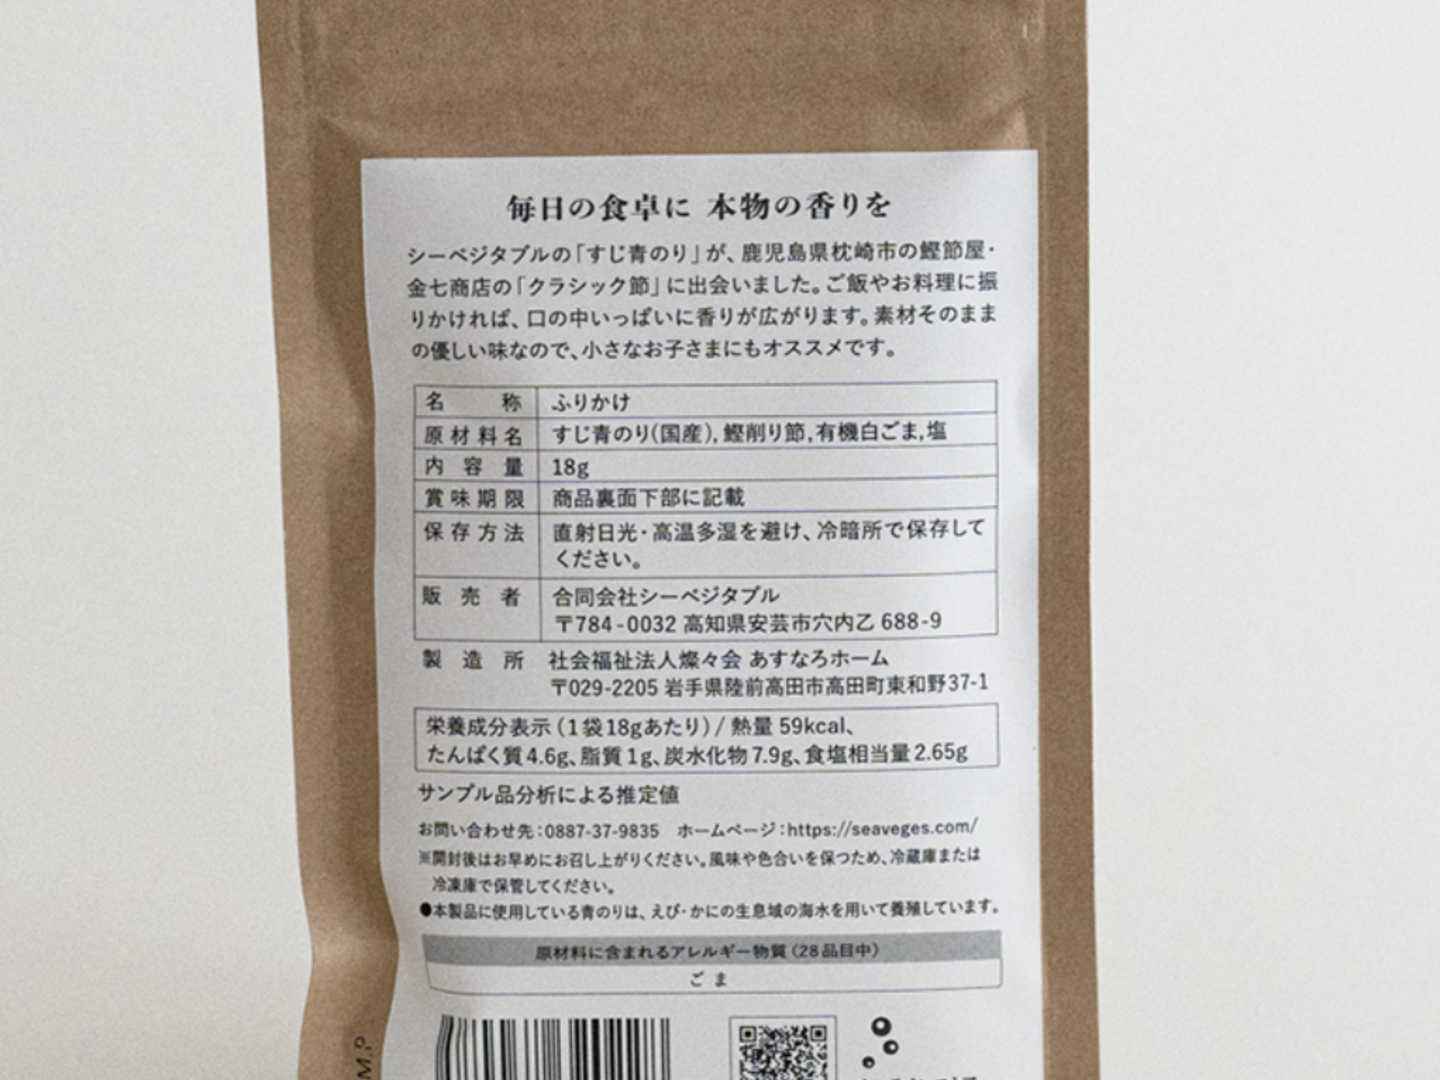 毎日の食卓に 本物の香りを
シーベジタブルの「すじ青のり」が、鹿児島県枕崎市の鰹節屋・
金七商店の「クラシック節」に出会いました。ご飯やお料理に振
りかければ、口の中いっぱいに香りが広がります。素材そのまま
の優しい味なので、小さなお子さまにもオススメです。
名称 ふりかけ
原材料名 すじ青のり(国産),鰹削り節,有機白ごま,塩
内容量 18g
賞味期限 商品裏面下部に記載
保存方法 直射日光・高温多湿を避け、冷暗所で保存して
ください。
販売者 合同会社シーベジタブル
〒784-0032 高知県安芸市穴内乙688-9
製造所 社会福祉法人燦々会 あすなろホーム
〒029-2205 岩手県陸前高田市高田町東和野37-1
栄養成分表示(1袋18gあたり)/ 熱量 59kcal、
たんぱく質4.6g、脂質1g、炭水化物7.9g、食塩相当量2.65g
サンプル品分析による推定値
お問い合わせ先:0887-37-9835 ホームページ:https://seaveges.com/
※開封後はお早めにお召し上がりください。風味や色合いを保つため、冷蔵庫または
冷凍庫で保管してください。
●本製品に使用している青のりは、えび・かにの生息域の海水を用いて養殖しています。
原材料に含まれるアレルギー物質(28品目中)
ごま